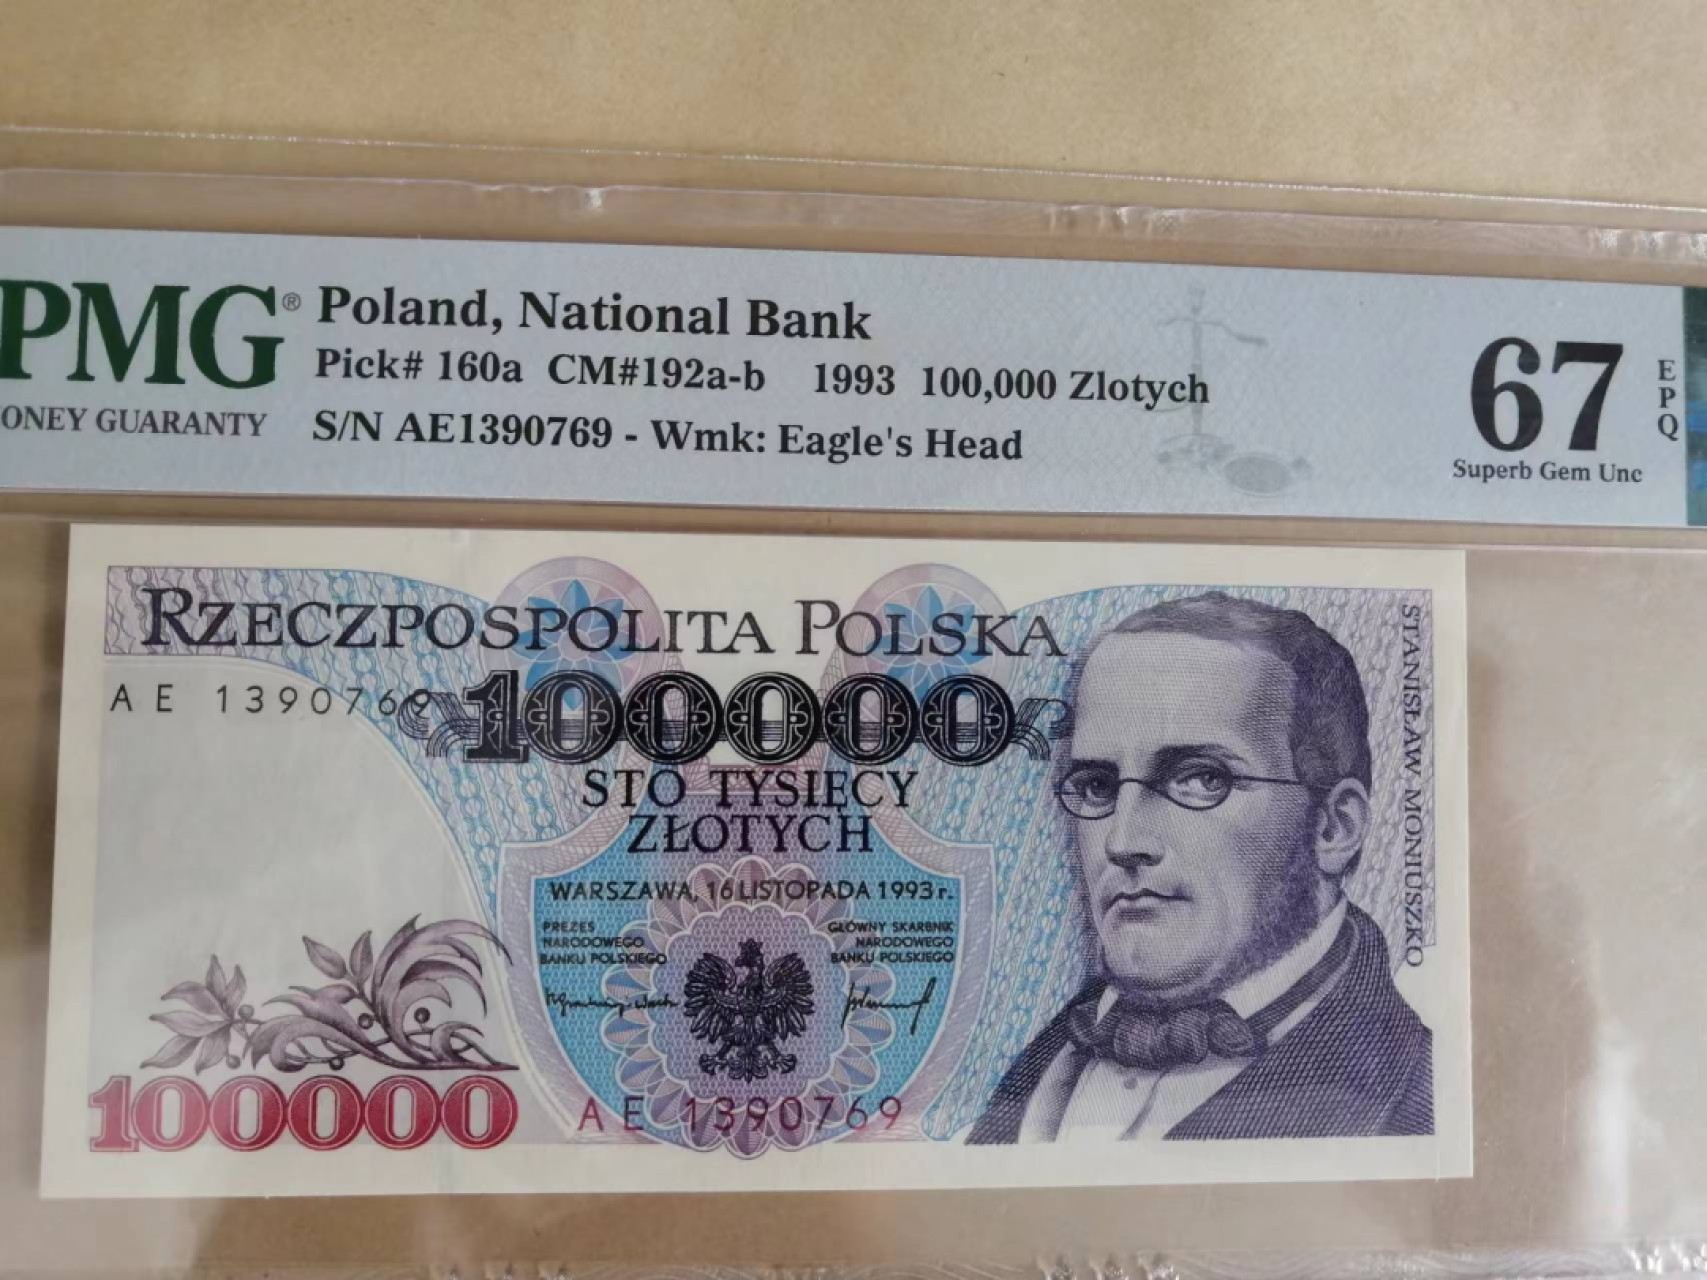 PMG® Poland, National Bank
Pick# 160a CM#192a-b 1993 100,000 Zlotych
ONEY GUARANTY S/N AE1390769 - Wmk: Eagle's Head
67 EPQ
Superb Gem Unc
RZECZPOSPOLITA POLSKA
AE 1390769
100000
STO TYSIĘCY
ZŁOTYCH
WARSZAWA, 16 LISTOPADA 1993 r.
PREZES
NARODOWEGO
BANKU POLSKIEGO
GŁÓWNY SKARBNIK
NARODOWEGO
BANKU POLSKIEGO
100000
AE 1390769
STANISŁAW MONIUSZKO